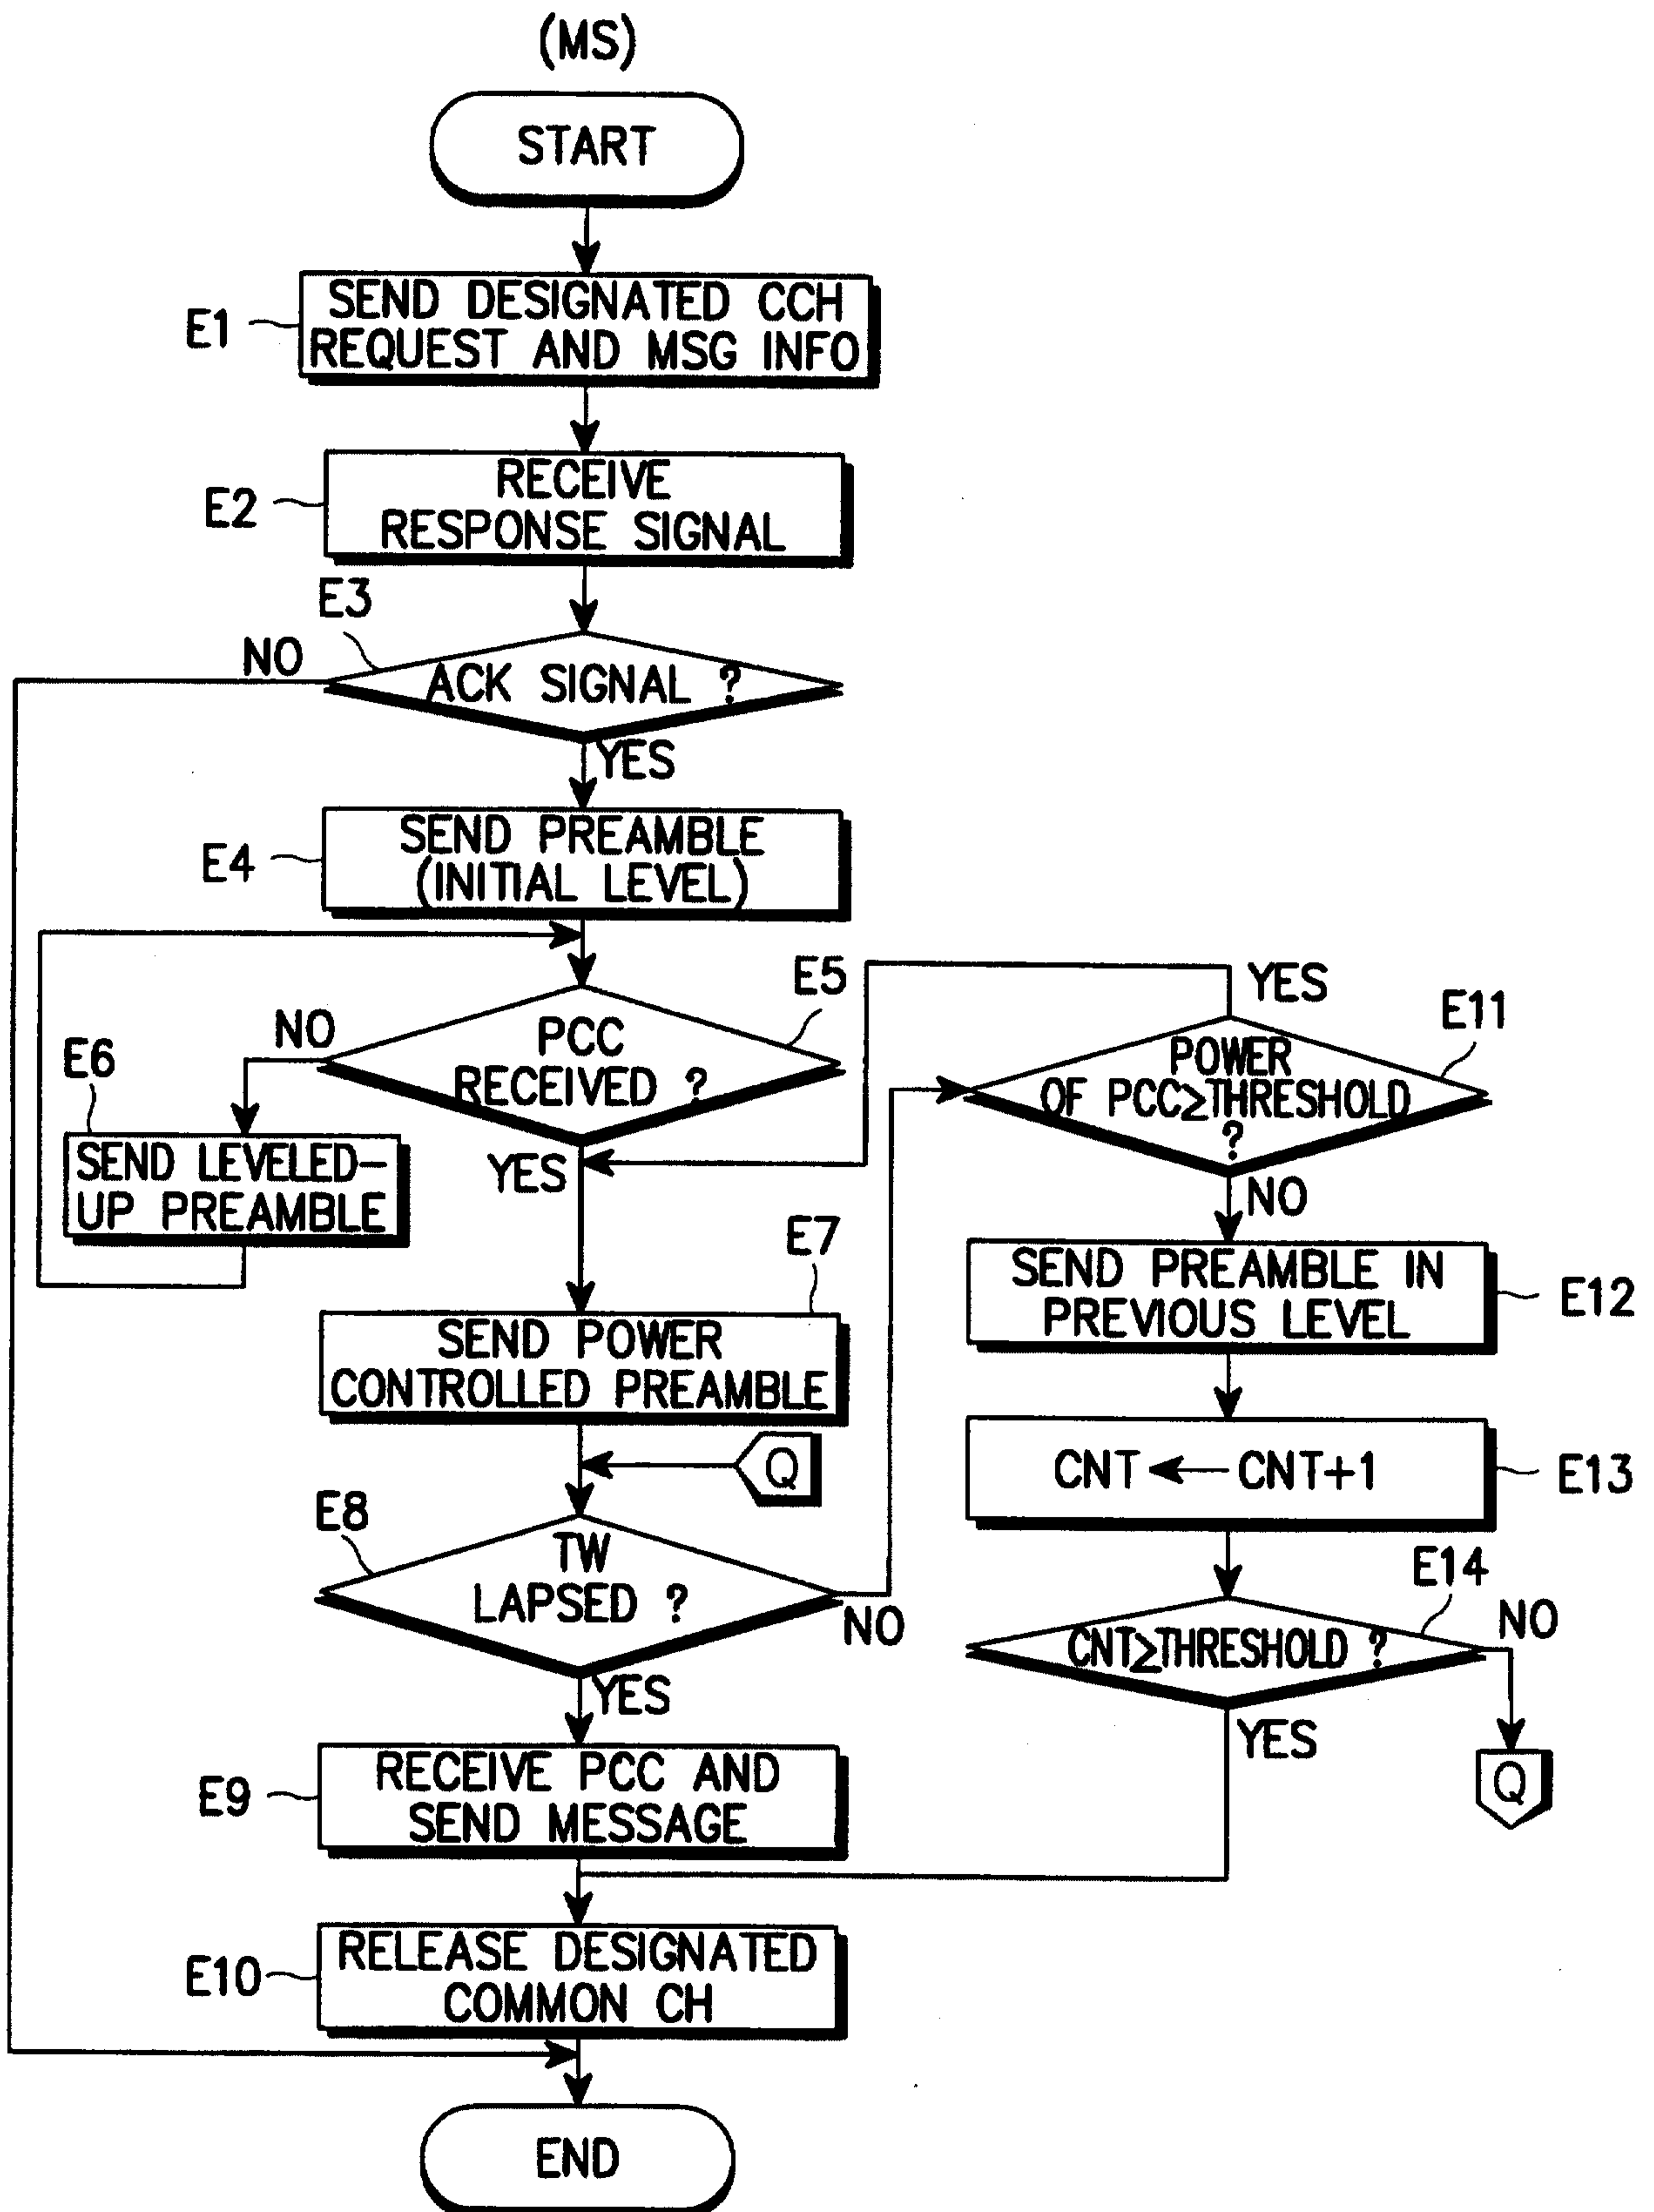 (MS)
START
E1
SEND DESIGNATED CCH
REQUEST AND MSG INFO
E2
RECEIVE
RESPONSE SIGNAL
E3
NO
ACK SIGNAL ?
YES
E4
SEND PREAMBLE
(INITIAL LEVEL)
E5
NO
PCC
RECEIVED ?
YES
E6
SEND LEVELED-
UP PREAMBLE
E7
SEND POWER
CONTROLLED PREAMBLE
Q
E8
TW
LAPSED ?
NO
YES
E9
RECEIVE PCC AND
SEND MESSAGE
E10
RELEASE DESIGNATED
COMMON CH
END
YES
E11
POWER
OF PCC≥THRESHOLD
?
NO
SEND PREAMBLE IN
PREVIOUS LEVEL
E12
CNT ← CNT+1
E13
E14
CNT≥THRESHOLD ?
NO
YES
Q